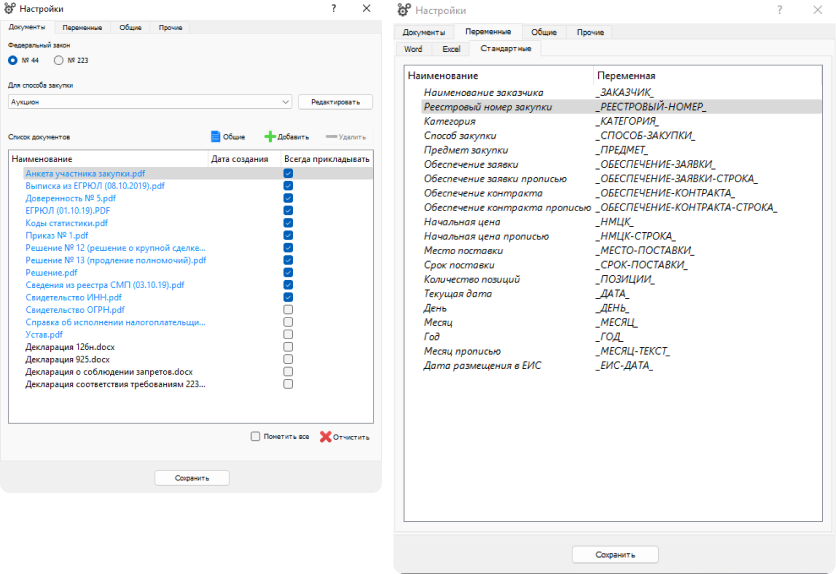 Настройки
?
Документы Переменные Общие Прочие
Федеральный закон
№ 44 № 223
Для способа закупки
Аукцион Редактировать
Список документов Общие Добавить Удалить
Наименование Дата создания Всегда прикладывать
Анкета участника закупки.pdf
Выписка из ЕГРЮЛ (08.10.2019).pdf
Доверенность № 5.pdf
ЕГРЮЛ (01.10.19).PDF
Коды статистики.pdf
Приказ № 1.pdf
Решение № 12 (решение о крупной сделке...
Решение № 13 (продление полномочий).pdf
Решение.pdf
Сведения из реестра СМП (03.10.19).pdf
Свидетельство ИНН.pdf
Свидетельство ОГРН.pdf
Справка об исполнении налогоплательщи...
Устав.pdf
Декларация 126н.docx
Декларация 925.docx
Декларация о соблюдении запретов.docx
Декларация соответствия требованиям 223...
Пометить все Отчистить
Сохранить
Настройки
?
Документы Переменные Общие Прочие
Word Excel Стандартные
Наименование Переменная
Наименование заказчика _ЗАКАЗЧИК_
Реестровый номер закупки _РЕЕСТРОВЫЙ-НОМЕР_
Категория _КАТЕГОРИЯ_
Способ закупки _СПОСОБ-ЗАКУПКИ_
Предмет закупки _ПРЕДМЕТ_
Обеспечение заявки _ОБЕСПЕЧЕНИЕ-ЗАЯВКИ_
Обеспечение заявки прописью _ОБЕСПЕЧЕНИЕ-ЗАЯВКИ-СТРОКА_
Обеспечение контракта _ОБЕСПЕЧЕНИЕ-КОНТРАКТА_
Обеспечение контракта прописью _ОБЕСПЕЧЕНИЕ-КОНТРАКТА-СТРОКА_
Начальная цена _НМЦК_
Начальная цена прописью _НМЦК-СТРОКА_
Место поставки _МЕСТО-ПОСТАВКИ_
Срок поставки _СРОК-ПОСТАВКИ_
Количество позиций _ПОЗИЦИИ_
Текущая дата _ДАТА_
День _ДЕНЬ_
Месяц _МЕСЯЦ_
Год _ГОД_
Месяц прописью _МЕСЯЦ-ТЕКСТ_
Дата размещения в ЕИС _ЕИС-ДАТА_
Сохранить